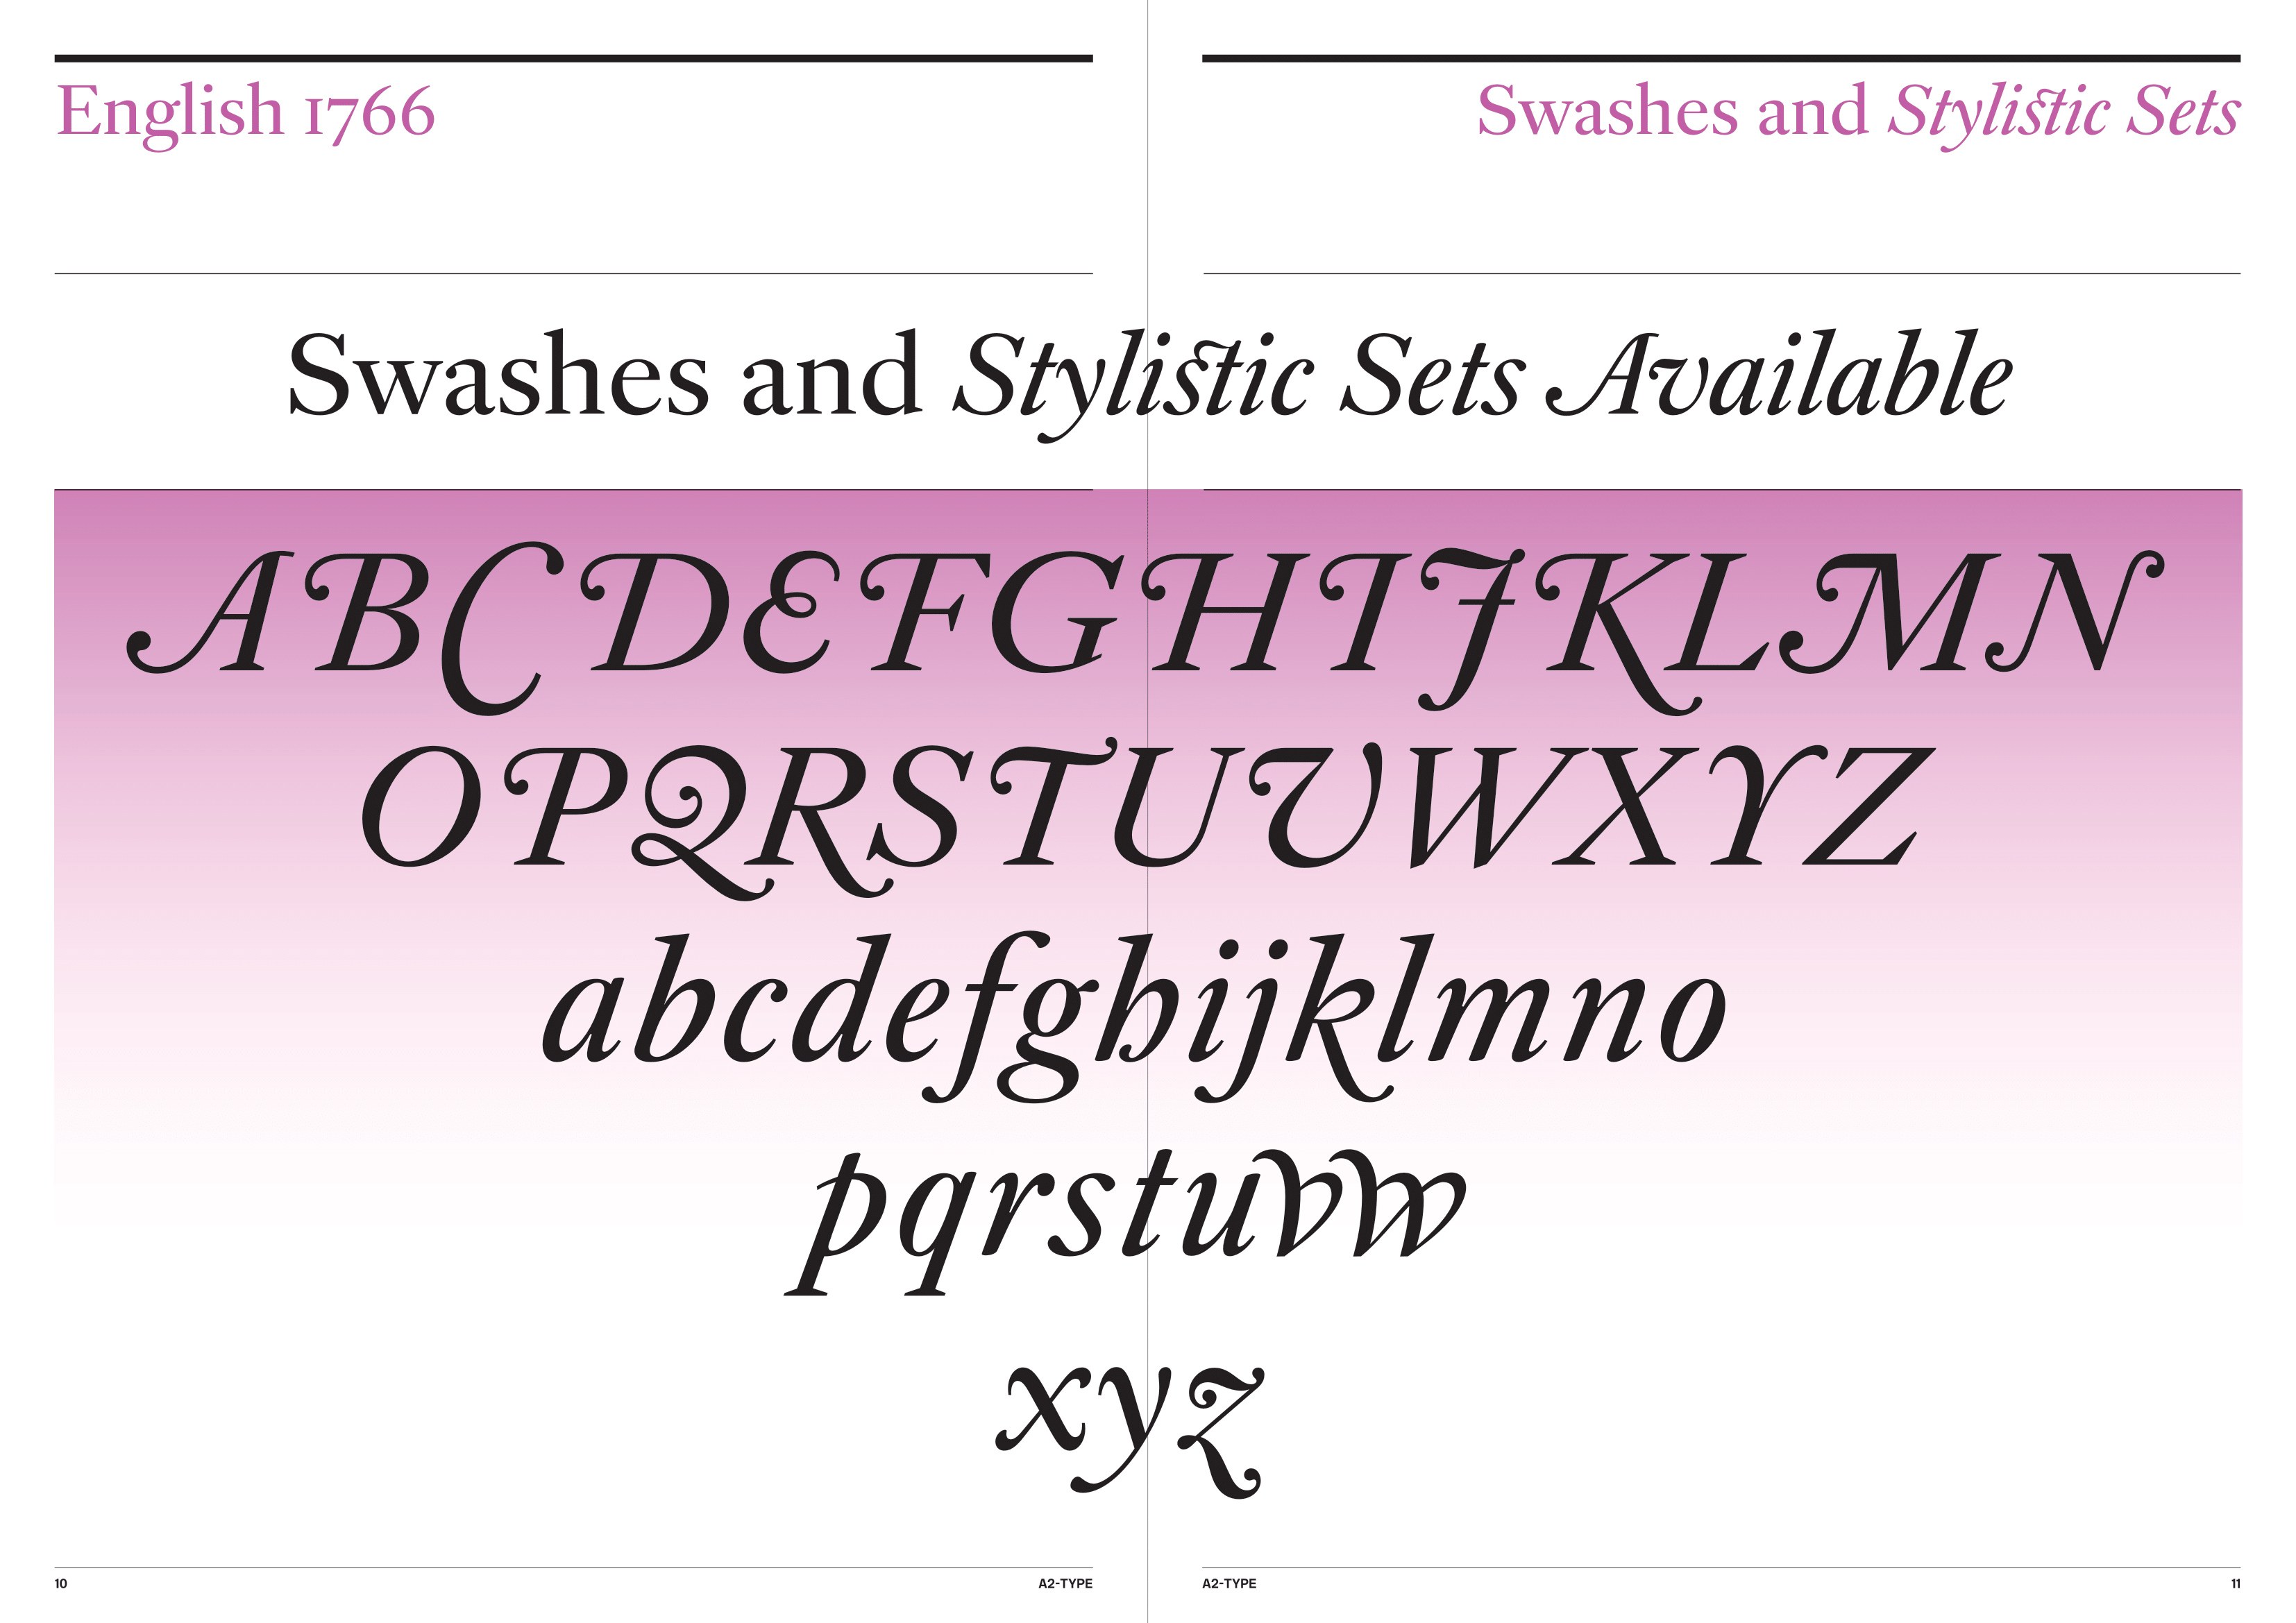 English 1766
Swashes and Stylistic Sets
Swashes and Stylistic Sets Available
ABCDEFGHIJKLMN
OPQRSTUVWXYZ
abcdefghijklmno
pqrstuvw
xyz
10
A2-TYPE
A2-TYPE
11